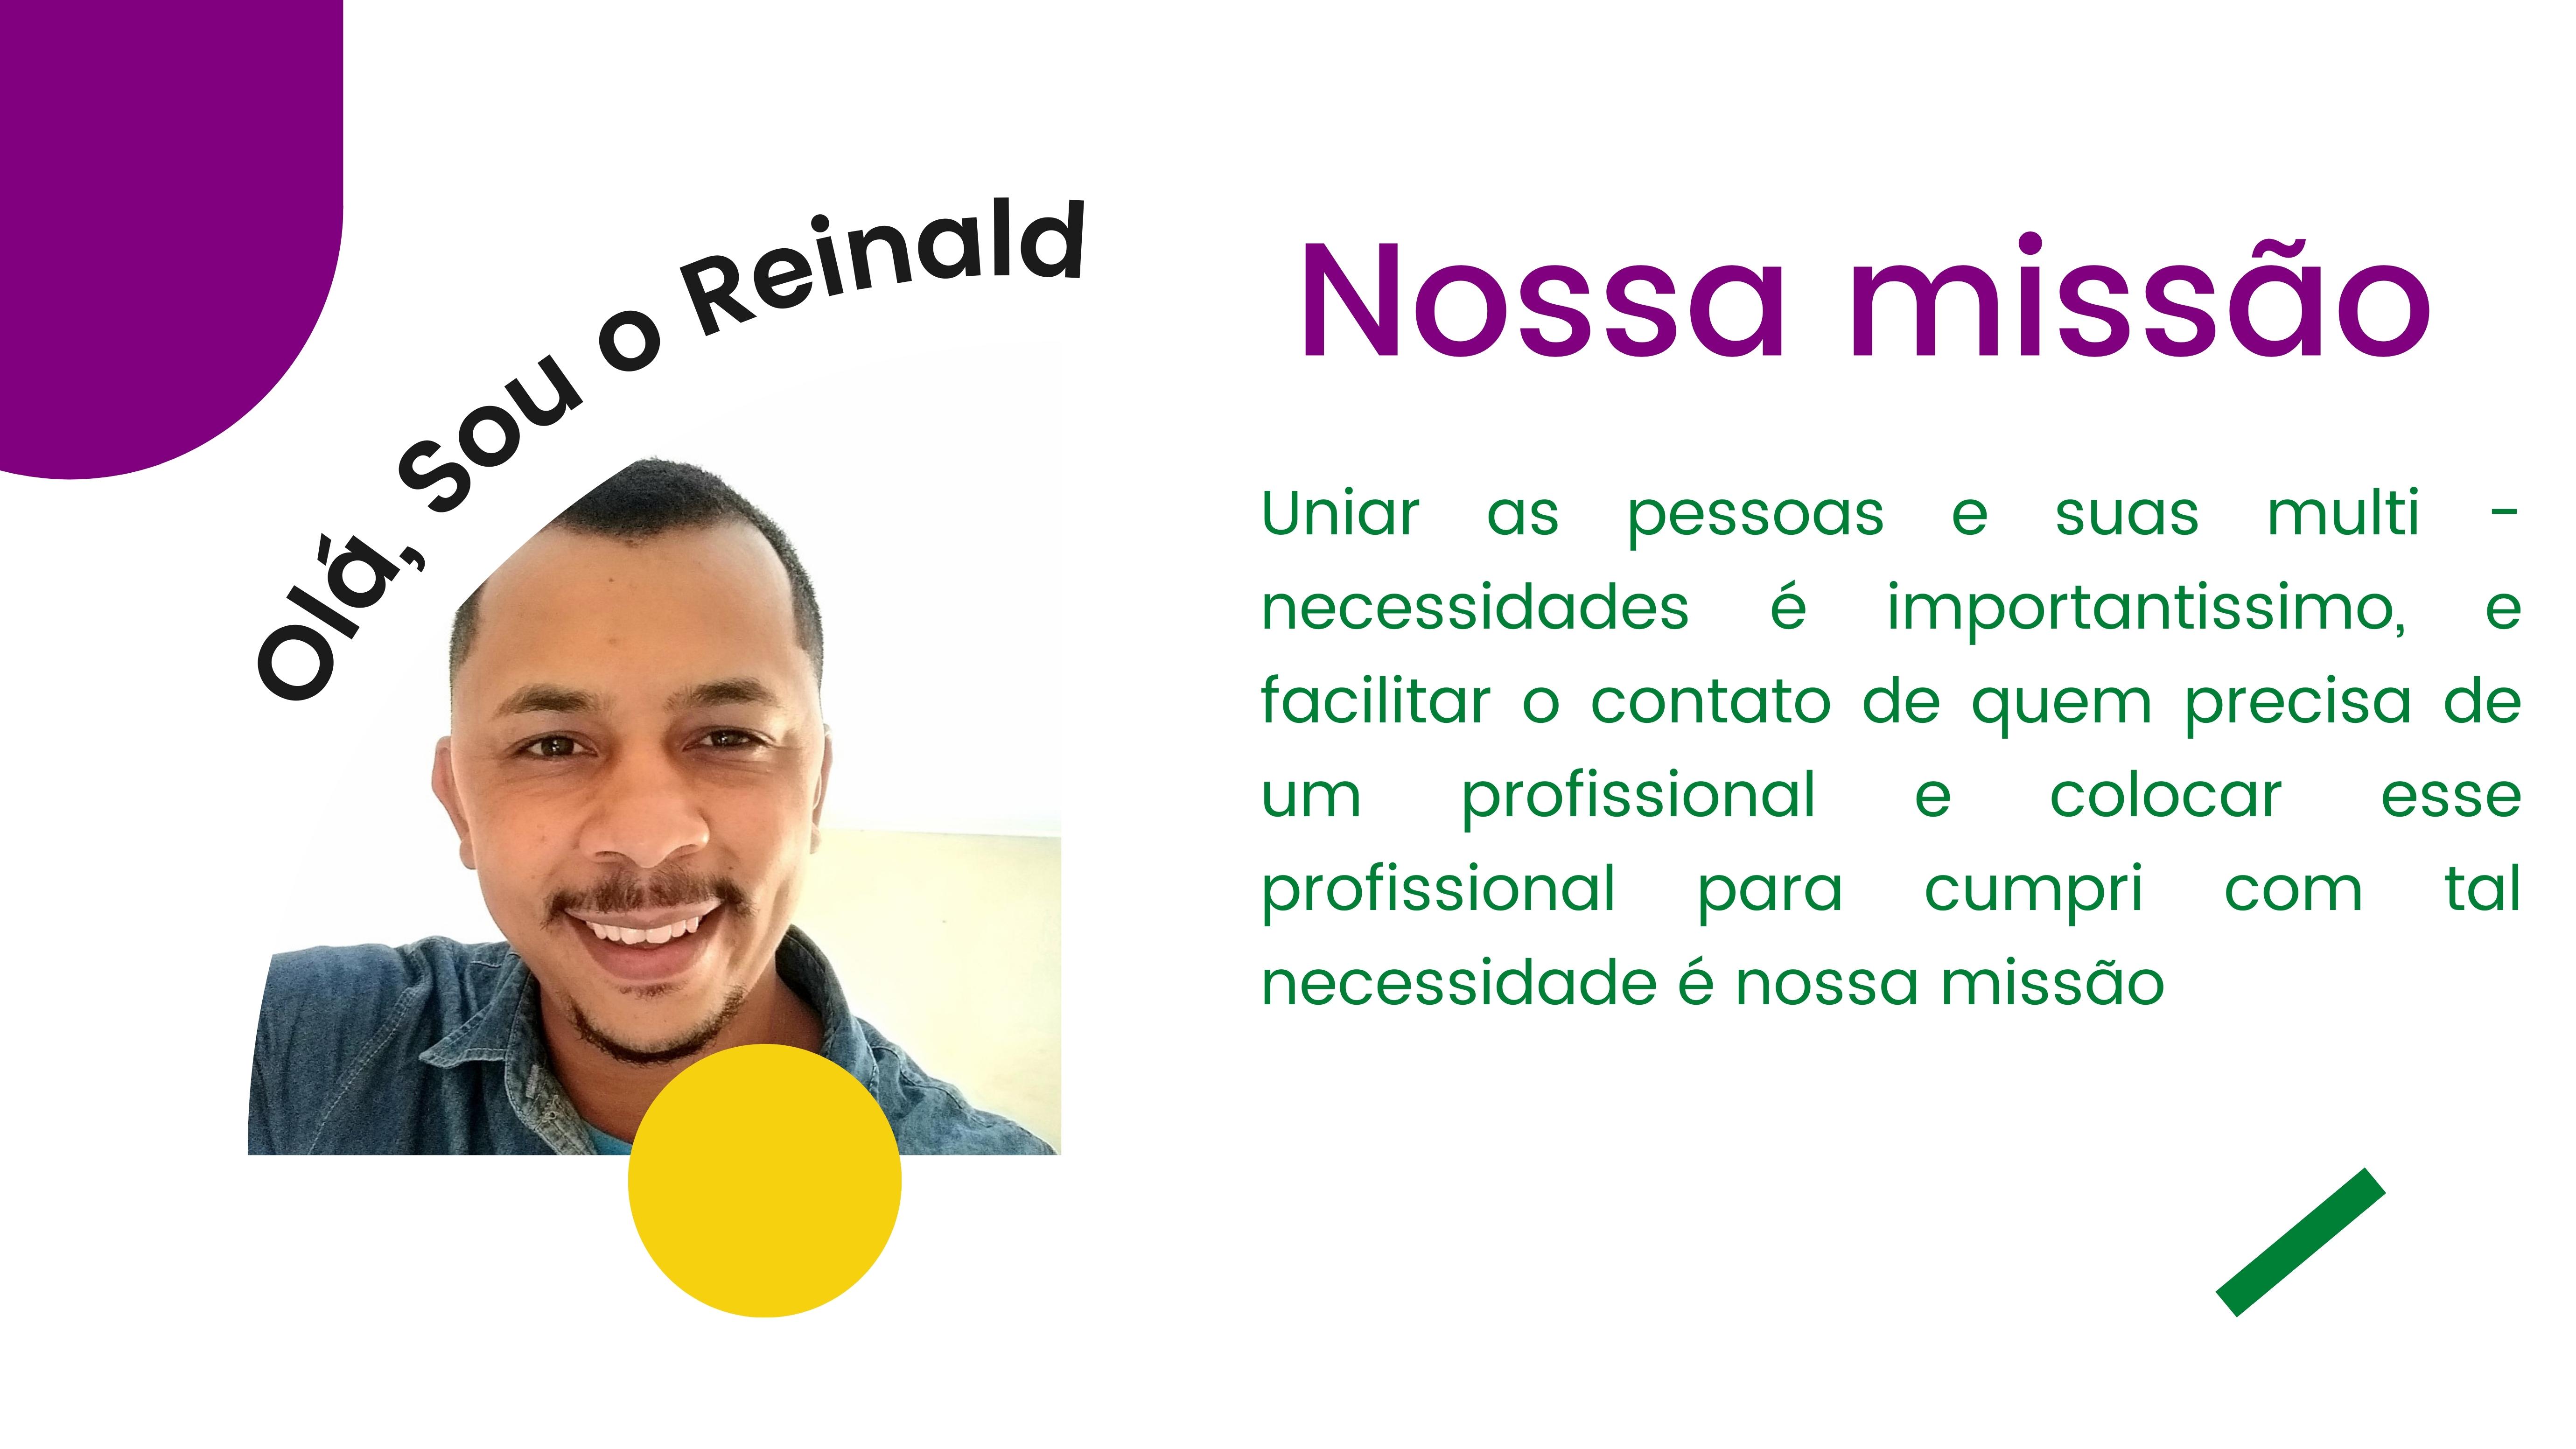 Olá, Sou o Reinald
Nossa missão
Uniar as pessoas e suas multi -
necessidades é importantissimo, e
facilitar o contato de quem precisa de
um profissional e colocar esse
profissional para cumpri com tal
necessidade é nossa missão